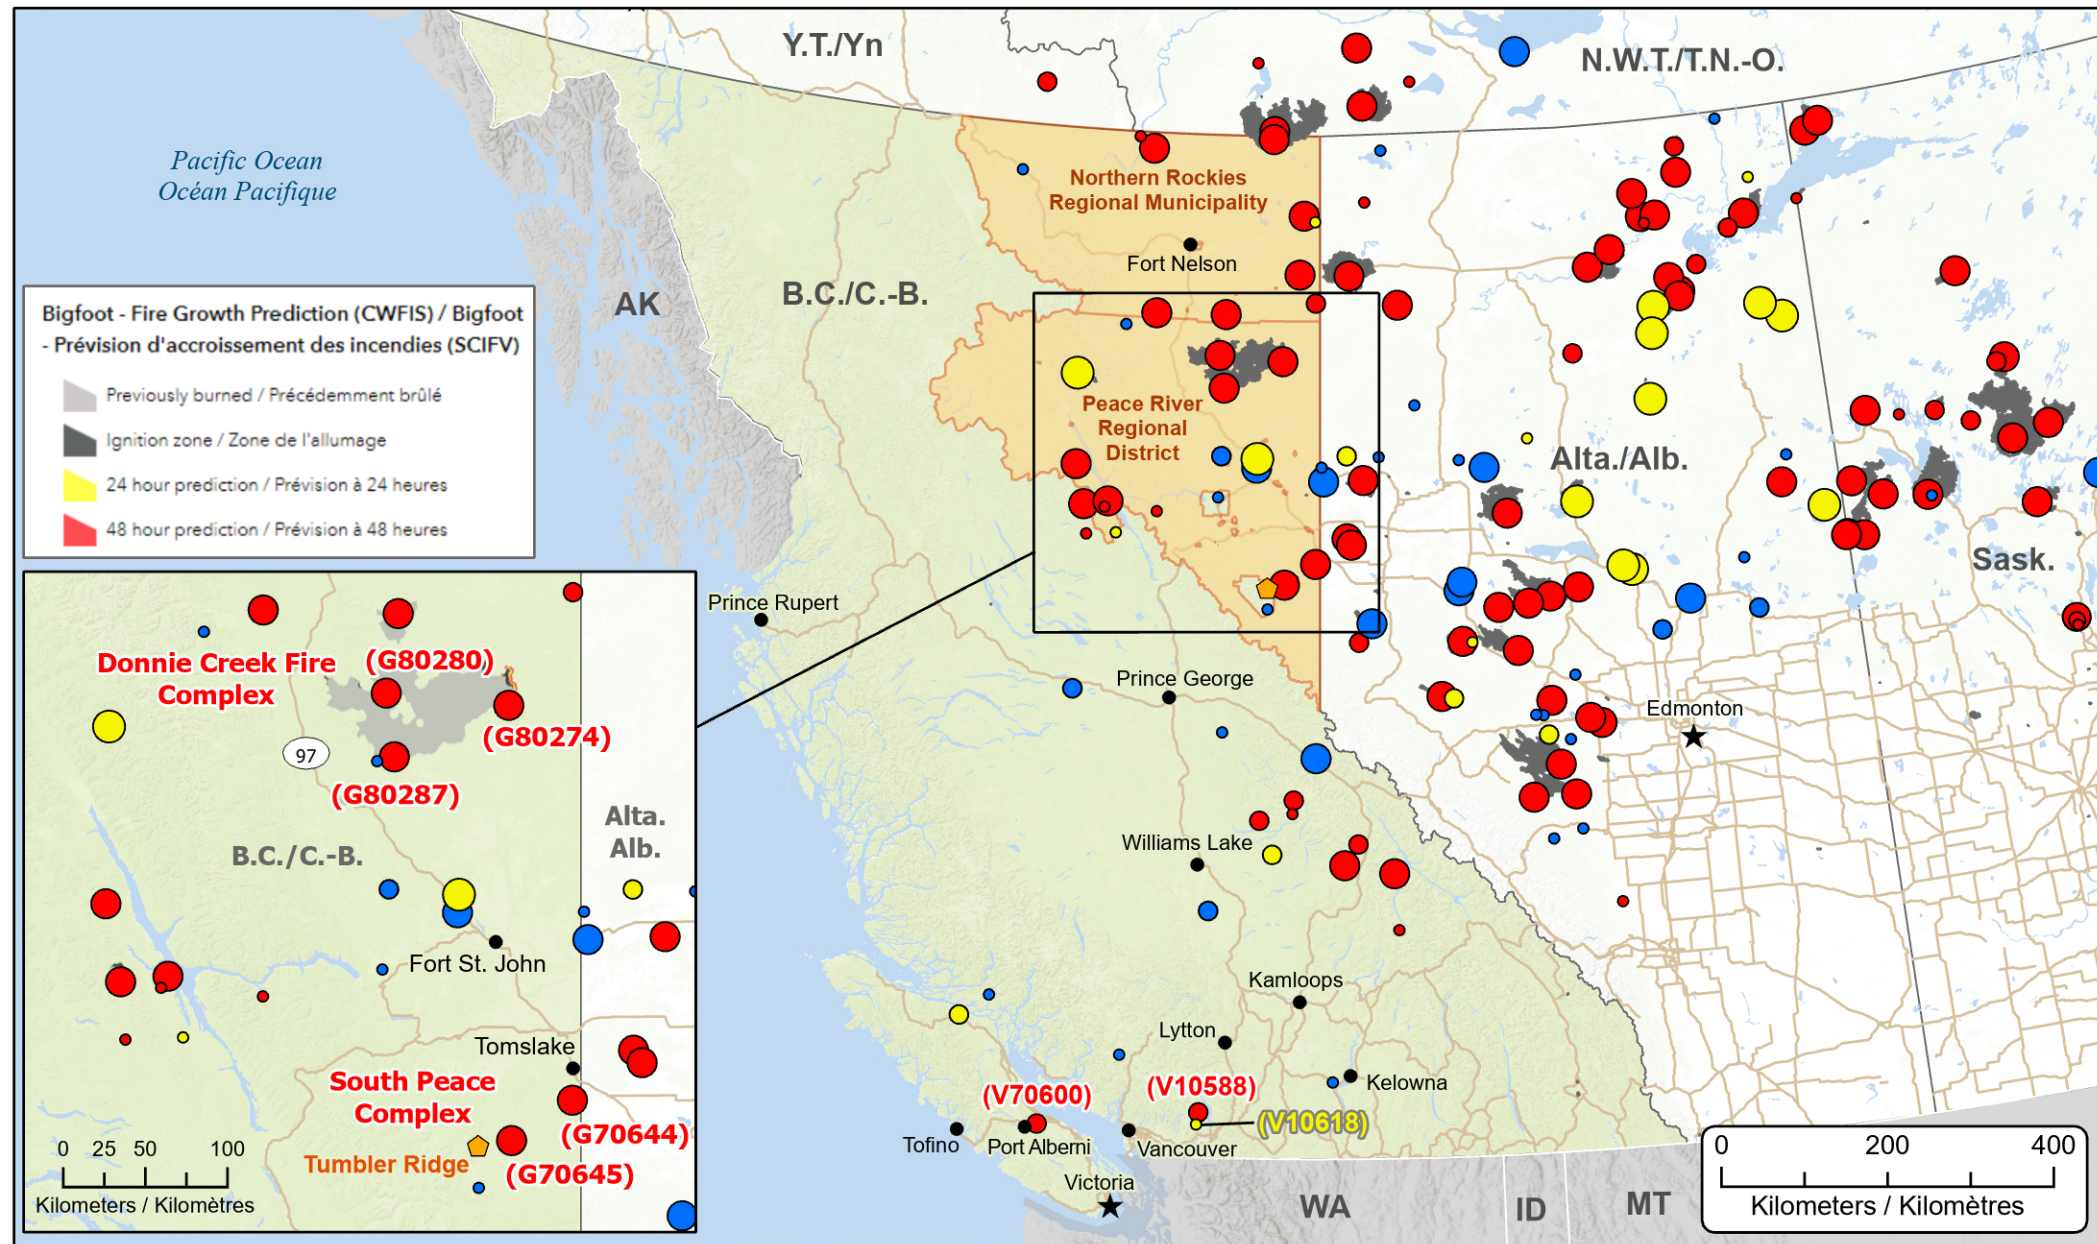 Y.T./Yn
N.W.T./T.N.-O.
Pacific Ocean
Océan Pacifique
Northern Rockies
Regional Municipality
Fort Nelson
AK
B.C./C.-B.
Bigfoot - Fire Growth Prediction (CWFIS) / Bigfoot
- Prévision d'accroissement des incendies (SCIFV)
Previously burned / Précédemment brûlé
Ignition zone / Zone de l'allumage
24 hour prediction / Prévision à 24 heures
48 hour prediction / Prévision à 48 heures
Peace River
Regional
District
Alta./Alb.
Sask.
Prince Rupert
Prince George
Edmonton
Williams Lake
Kamloops
Lytton
Kelowna
(V70600)
(V10588)
(V10618)
Tofino
Port Alberni
Vancouver
Victoria
WA
ID
MT
0 200 400
Kilometers / Kilomètres
Donnie Creek Fire
Complex
(G80280)
(G80274)
97
(G80287)
Alta.
Alb.
B.C./C.-B.
Fort St. John
Tomslake
South Peace
Complex
(G70644)
Tumbler Ridge
(G70645)
0 25 50 100
Kilometers / Kilomètres